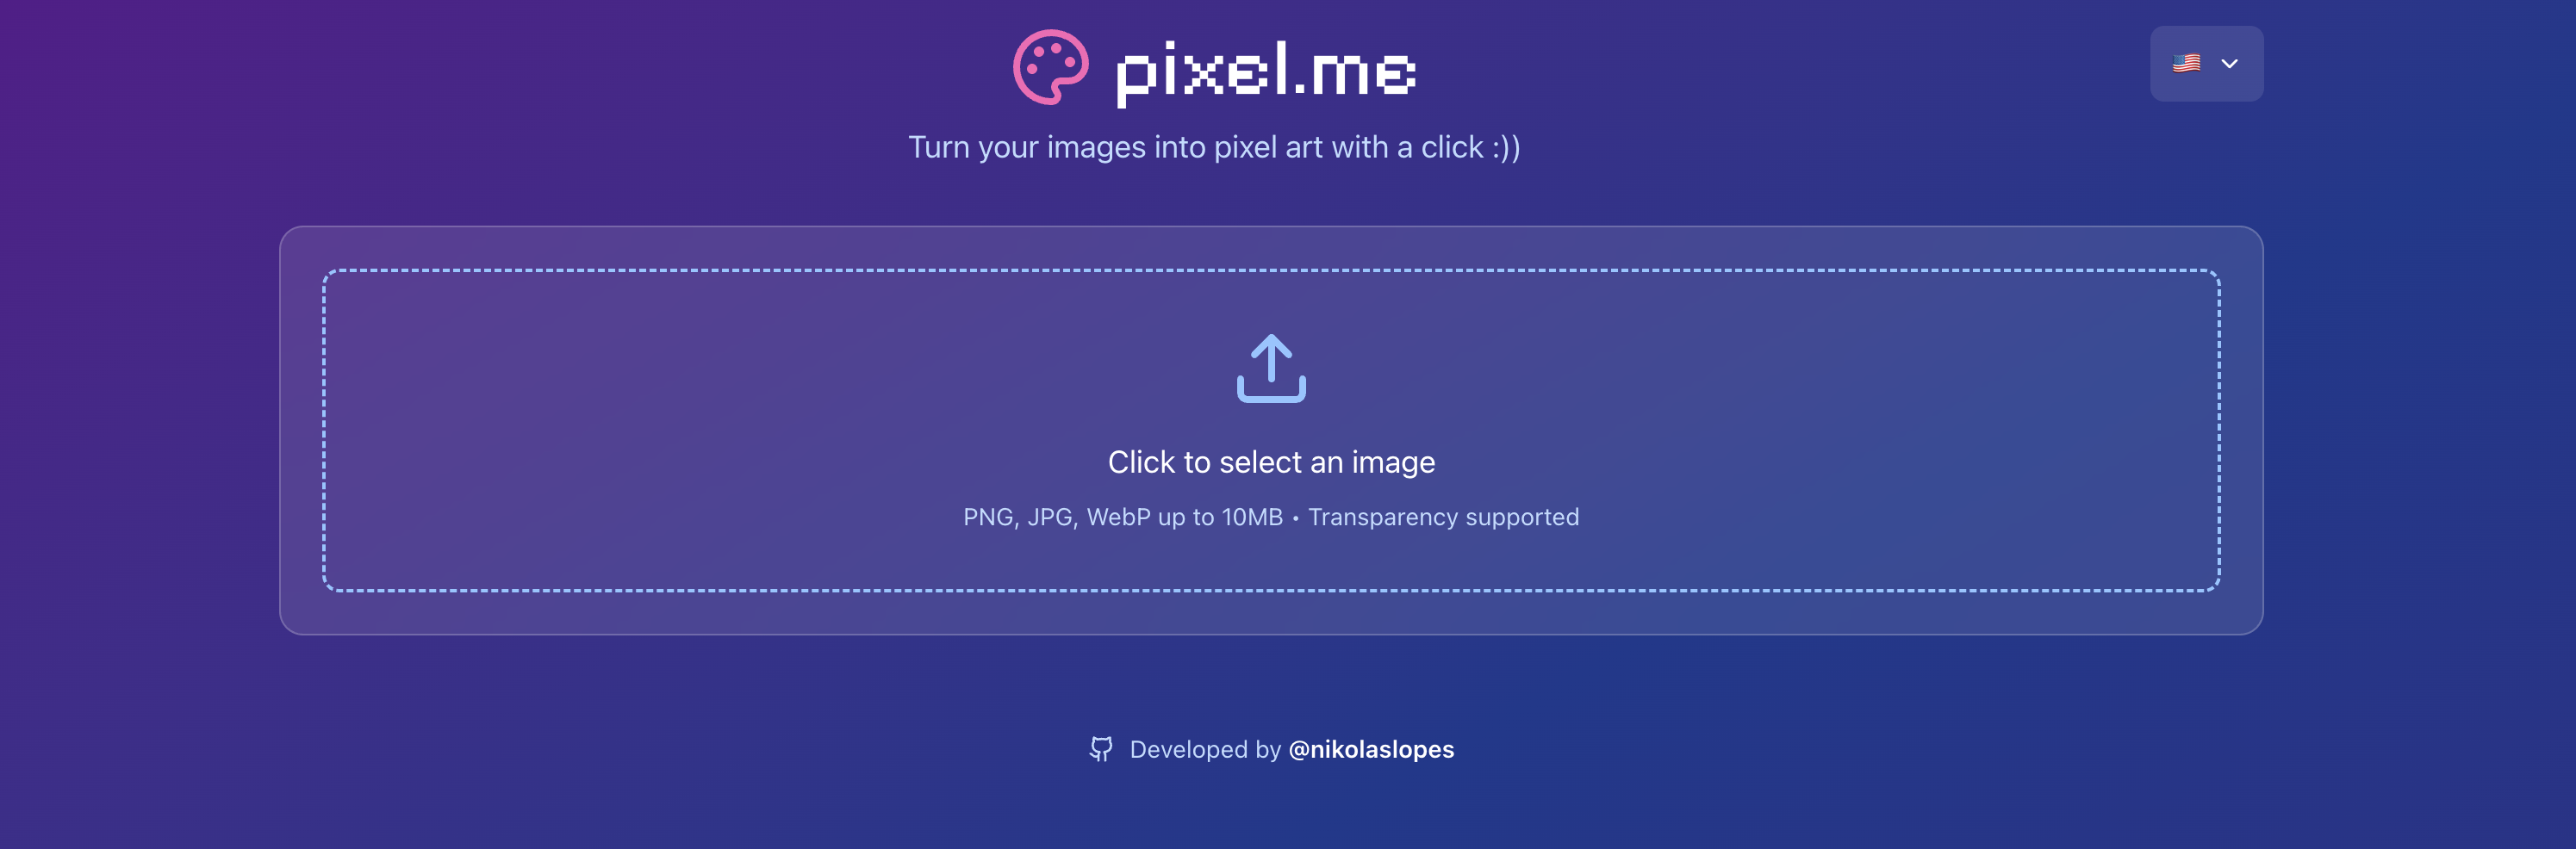 pixel.me
Turn your images into pixel art with a click :))
Click to select an image
PNG, JPG, WebP up to 10MB • Transparency supported
Developed by @nikolaslopes